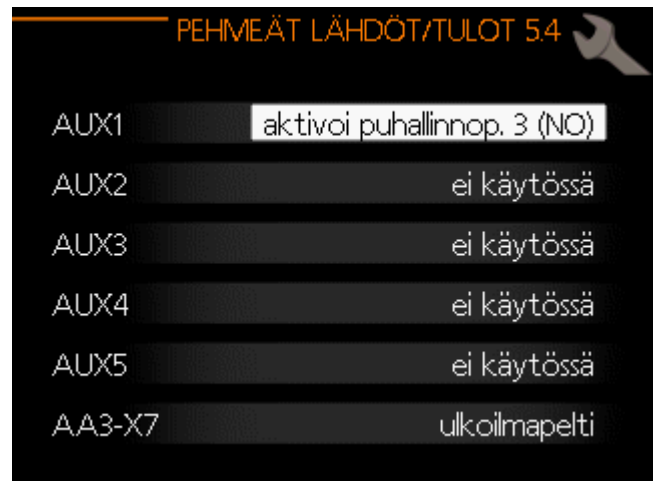 PEHMEÄT LÄHDÖT/TULOT 5.4
AUX1 aktivoi puhallinnop. 3 (NO)
AUX2 ei käytössä
AUX3 ei käytössä
AUX4 ei käytössä
AUX5 ei käytössä
AA3-X7 ulkoilmapelti